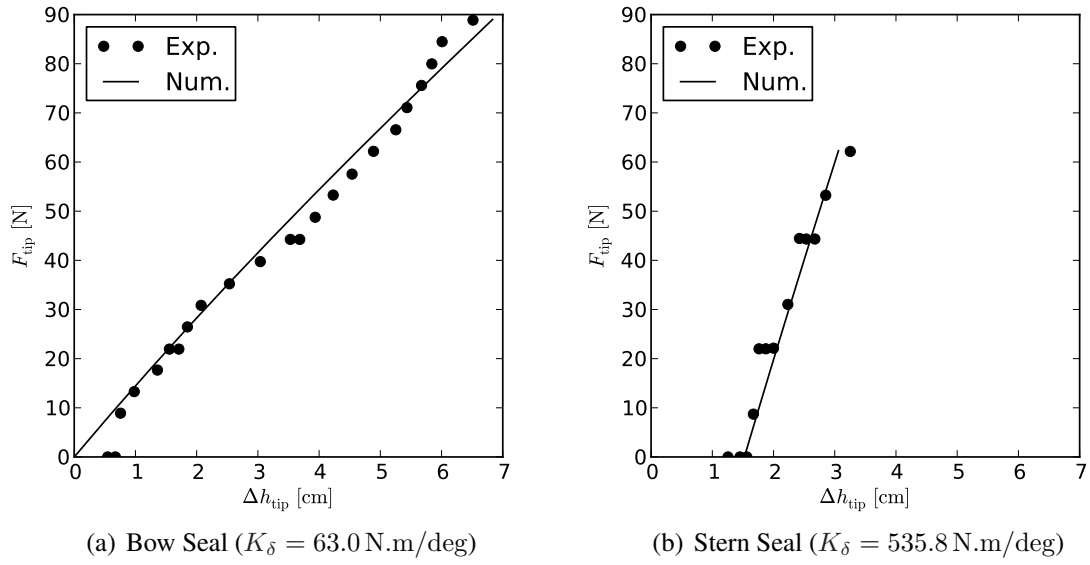 90
80
70
60
50
40
30
20
10
0
F_tip [N]
Exp.
Num.
0 1 2 3 4 5 6 7
Δh_tip [cm]
(a) Bow Seal (K_δ = 63.0 N.m/deg)
90
80
70
60
50
40
30
20
10
0
F_tip [N]
Exp.
Num.
0 1 2 3 4 5 6 7
Δh_tip [cm]
(b) Stern Seal (K_δ = 535.8 N.m/deg)